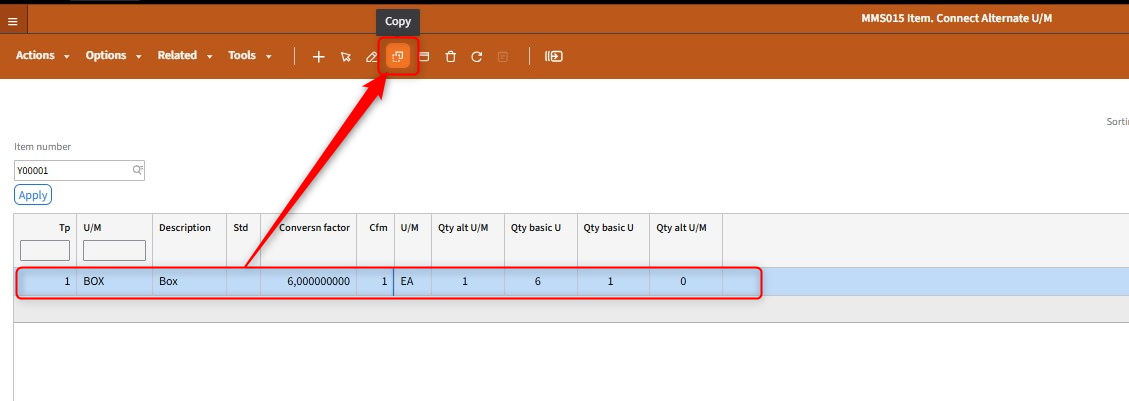 Copy
MMS015 Item. Connect Alternate U/M
Actions Options Related Tools
Item number
Y00001
Apply
Tp U/M Description Std Conversn factor Cfm U/M Qty alt U/M Qty basic U Qty basic U Qty alt U/M
1 BOX Box 6,000000000 1 EA 1 6 1 0